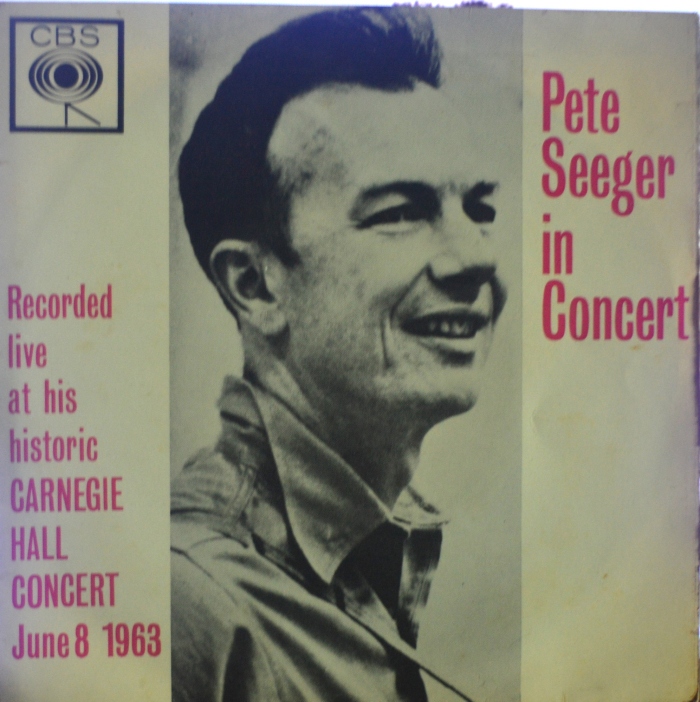 CBS
Pete
Seeger
in
Concert
Recorded
live
at his
historic
CARNEGIE
HALL
CONCERT
June 8 1963